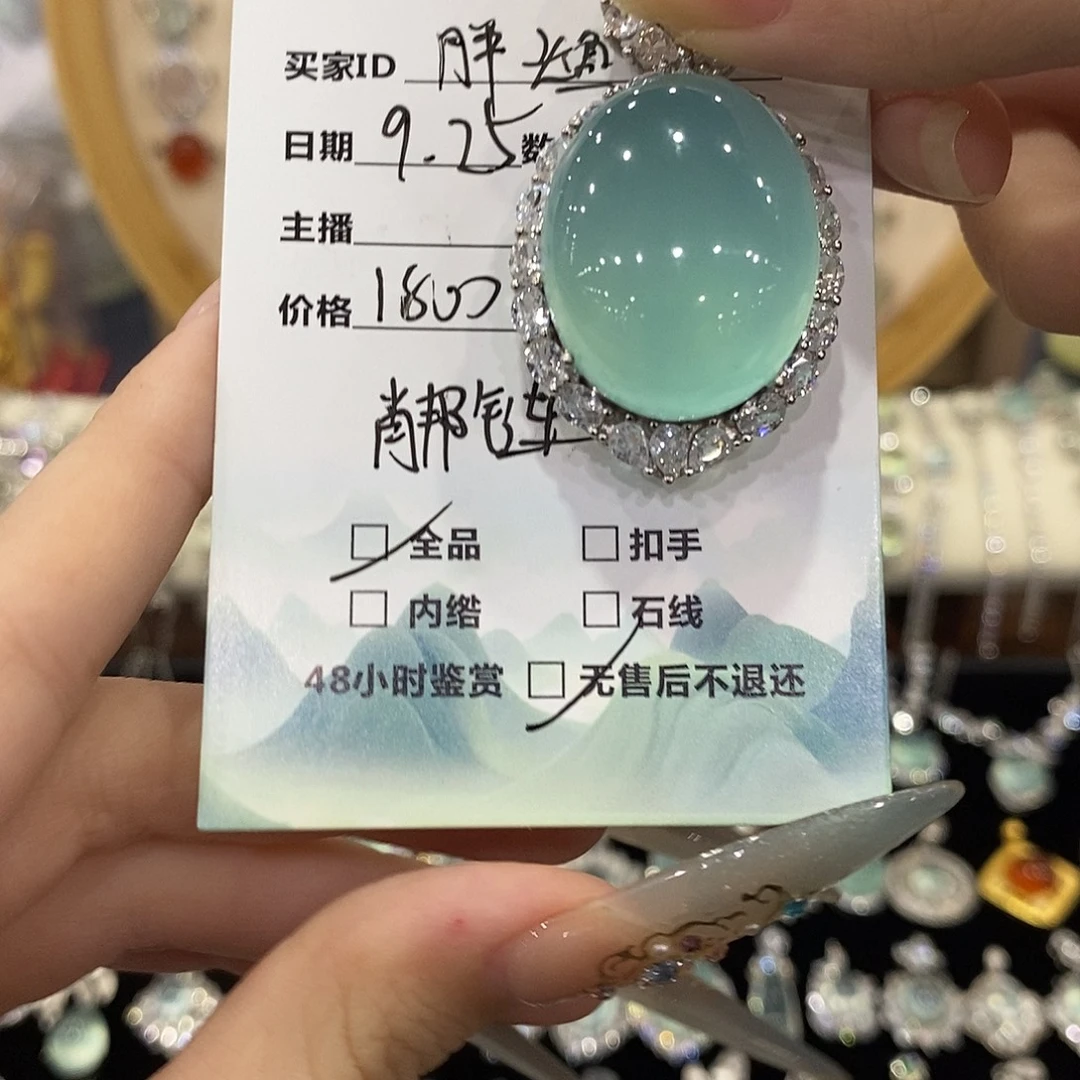 买家ID 胖
日期 9.25 数
主播
价格 1800
全品 扣手
内绺 石线
48小时鉴赏 无售后不退还